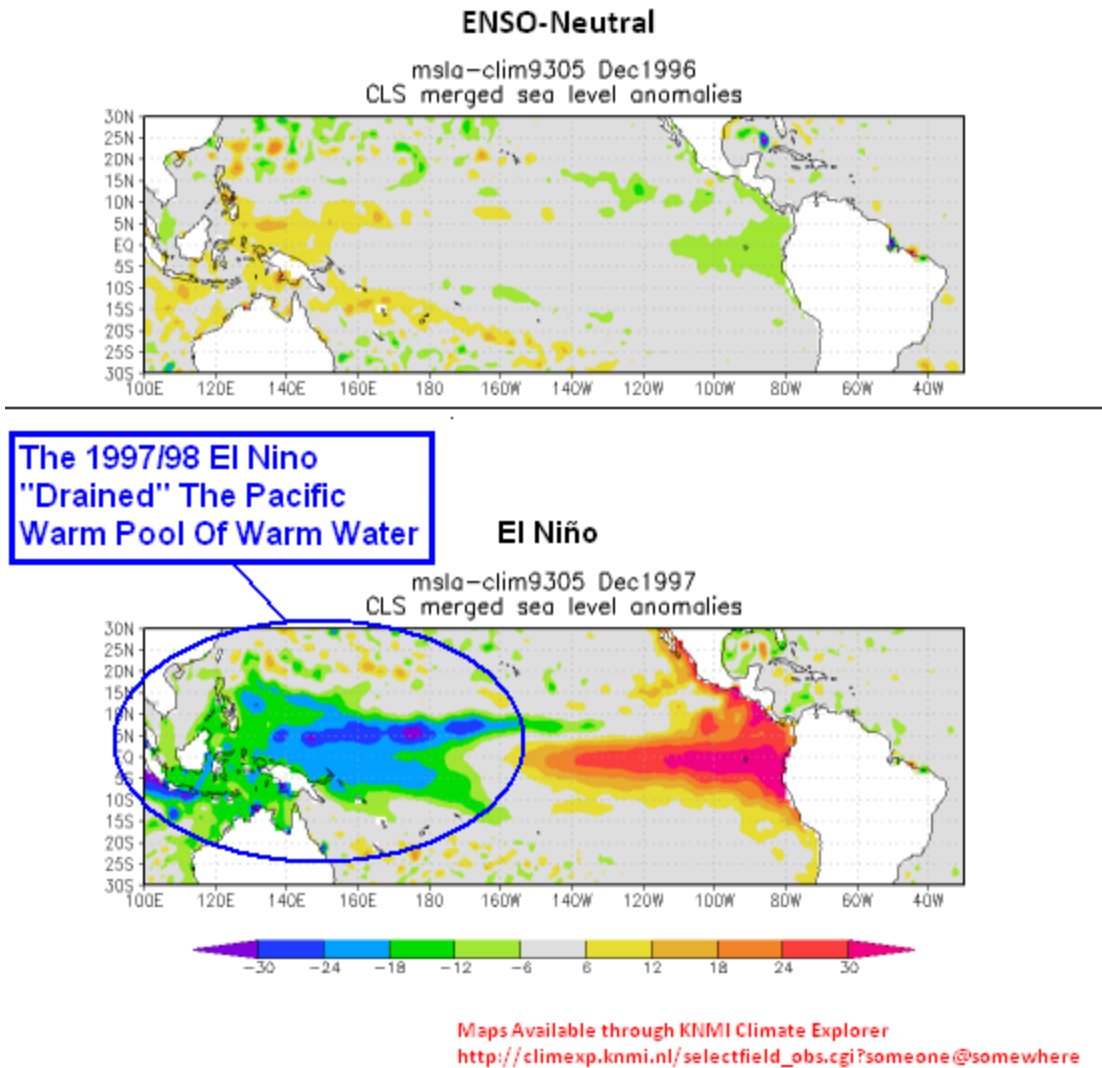 ENSO-Neutral
msla-clim9305 Dec1996
CLS merged sea level anomalies
30N
25N
20N
15N
10N
5N
EQ
5S
10S
15S
20S
25S
30S
100E 120E 140E 160E 180 160W 140W 120W 100W 80W 60W 40W
The 1997/98 El Nino
"Drained" The Pacific
Warm Pool Of Warm Water
El Niño
msla-clim9305 Dec1997
CLS merged sea level anomalies
30N
25N
20N
15N
10N
5N
EQ
5S
10S
15S
20S
25S
30S
100E 120E 140E 160E 180 160W 140W 120W 100W 80W 60W 40W
-30 -24 -18 -12 -6 6 12 18 24 30
Maps Available through KNMI Climate Explorer
http://climexp.knmi.nl/selectfield_obs.cgi?someone@somewhere